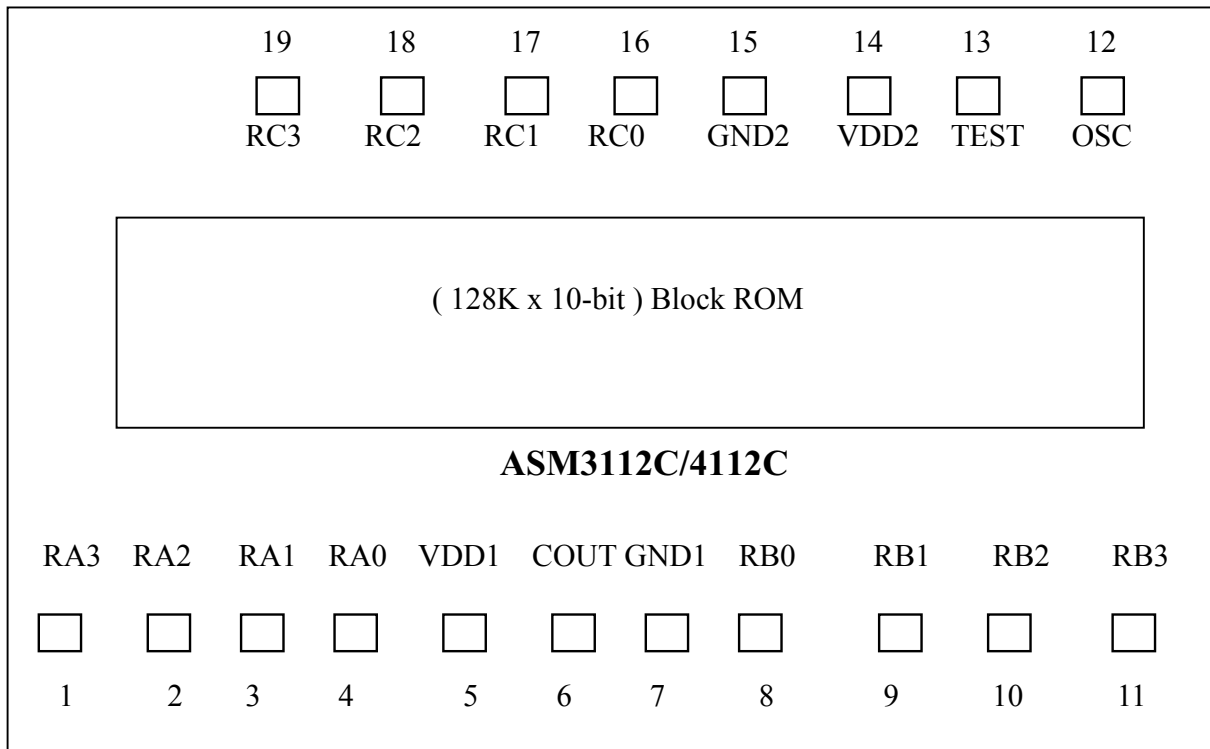 19 18 17 16 15 14 13 12
RC3 RC2 RC1 RC0 GND2 VDD2 TEST OSC
( 128K x 10-bit ) Block ROM
ASM3112C/4112C
RA3 RA2 RA1 RA0 VDD1 COUT GND1 RB0 RB1 RB2 RB3
1 2 3 4 5 6 7 8 9 10 11